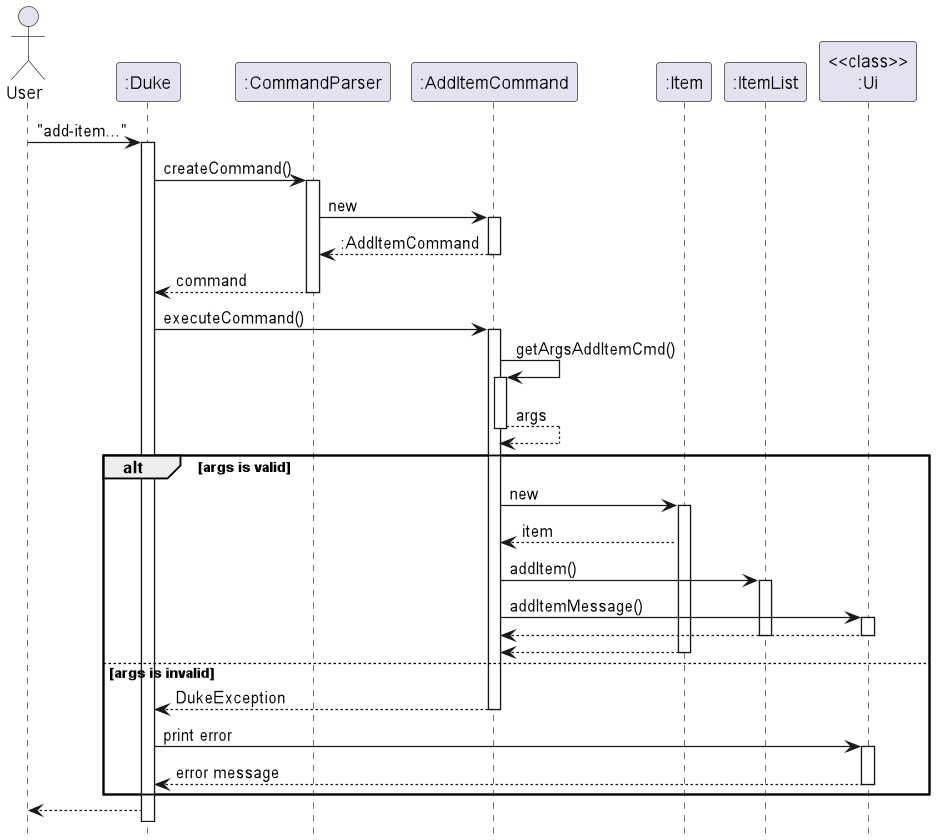 User
:Duke
:CommandParser
:AddItemCommand
:Item
:ItemList
<<class>>
:Ui
"add-item..."
createCommand()
new
:AddItemCommand
command
executeCommand()
getArgsAddItemCmd()
args
alt
[args is valid]
new
item
addItem()
addItemMessage()
[args is invalid]
DukeException
print error
error message